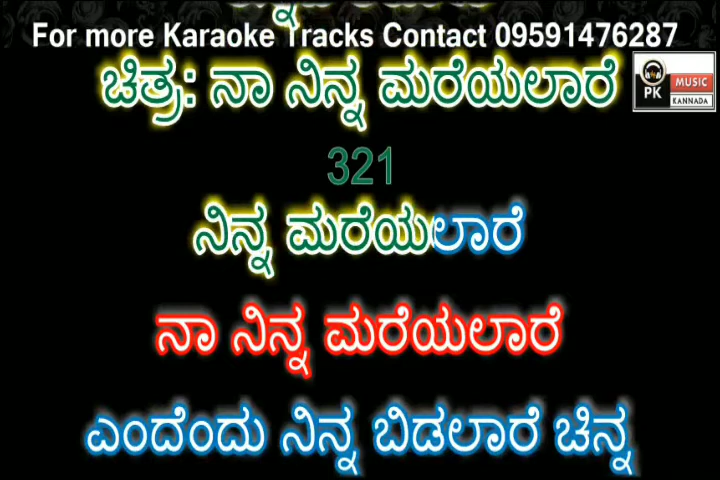 For more Karaoke Tracks Contact 09591476287
ಚಿತ್ರ: ನಾ ನಿನ್ನ ಮರೆಯಲಾರೆ
PK MUSIC KANNADA
321
ನಿನ್ನ ಮರೆಯಲಾರೆ
ನಾ ನಿನ್ನ ಮರೆಯಲಾರೆ
ಎಂದೆಂದು ನಿನ್ನ ಬಿಡಲಾರೆ ಚಿನ್ನ